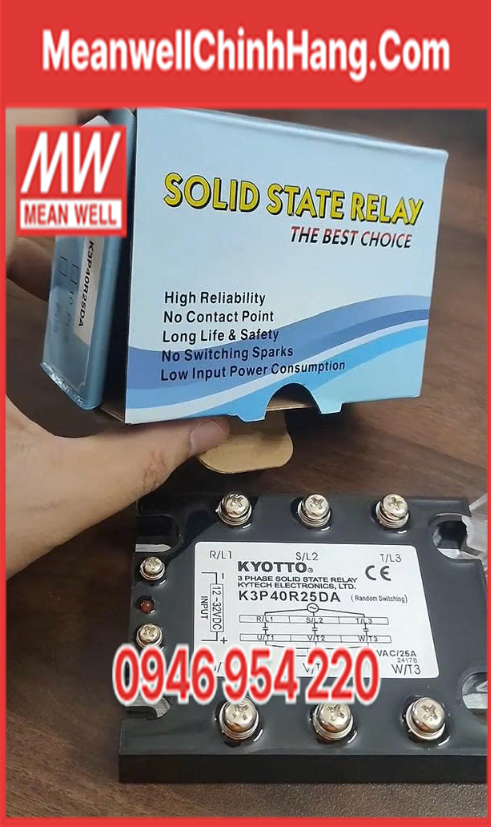 MeanwellChinhHang.Com
MW
MEAN WELL
K3P40R25DA
SOLID STATE RELAY
THE BEST CHOICE
High Reliability
No Contact Point
Long Life & Safety
No Switching Sparks
Low Input Power Consumption
R/L1 S/L2 T/L3
KYOTTO®
3 PHASE SOLID STATE RELAY
KYTECH ELECTRONICS, LTD.
CE
K3P40R25DA (Random Switching)
- 12-32VDC +
INPUT
R/L1 S/L2 T/L3
U/T1 V/T2 W/T3
VAC/25A
2417B
W/T3
0946 954 220